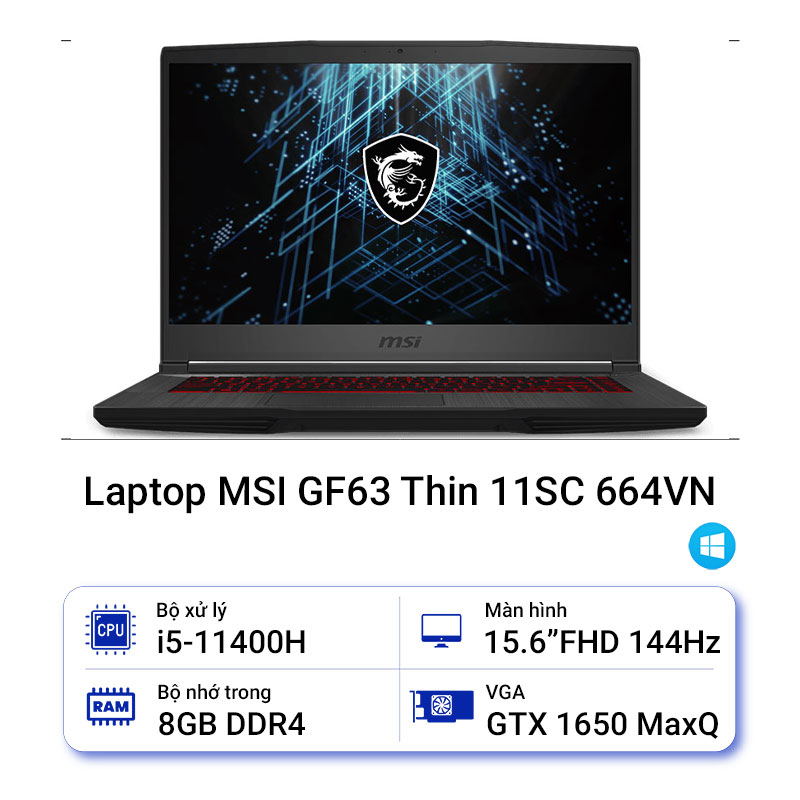 msi
Laptop MSI GF63 Thin 11SC 664VN
CPU
Bộ xử lý
i5-11400H
Màn hình
15.6”FHD 144Hz
RAM
Bộ nhớ trong
8GB DDR4
VGA
GTX 1650 MaxQ